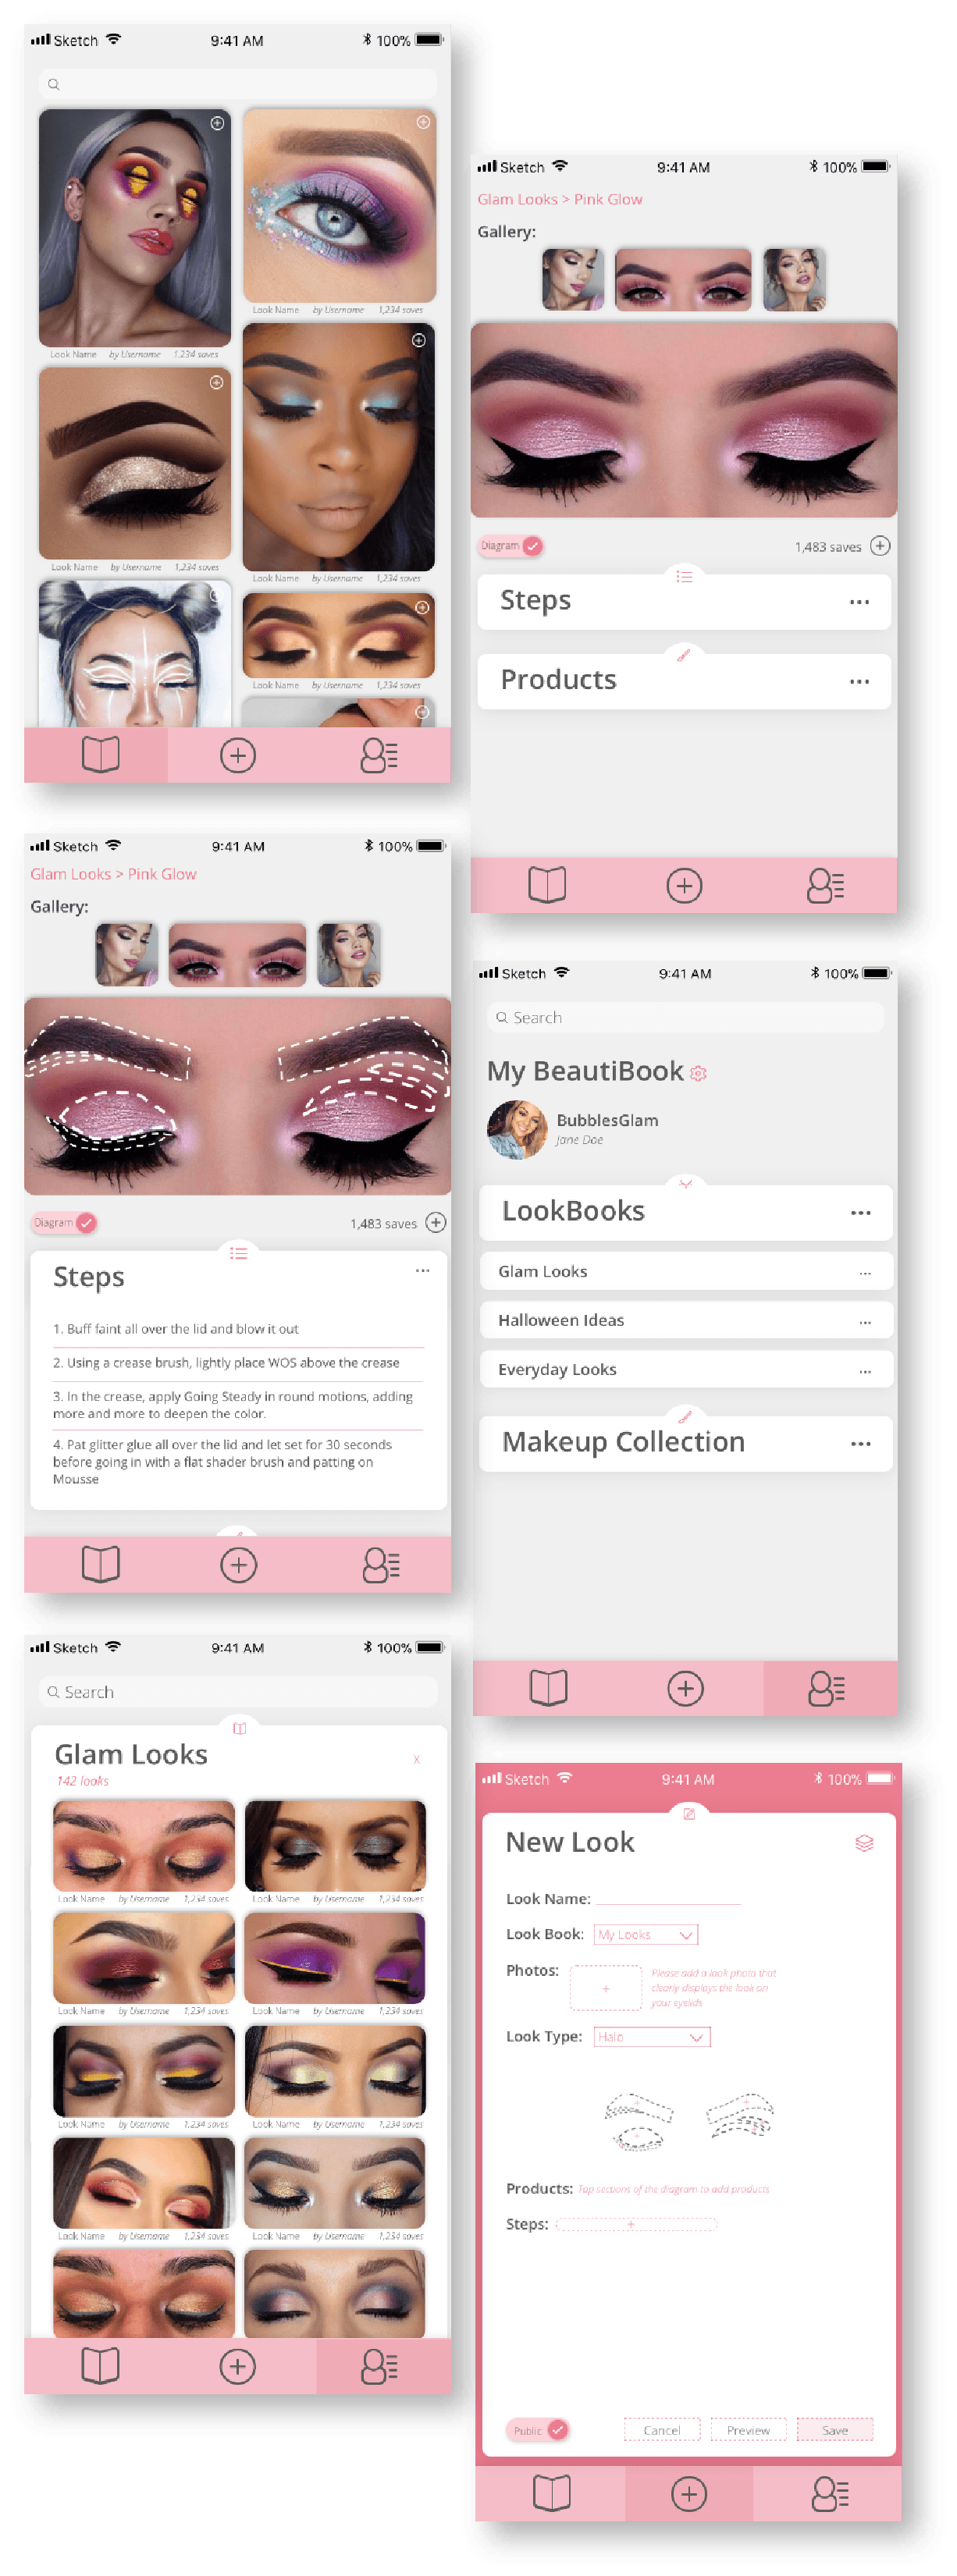 Sketch 9:41 AM 100%
Look Name by Username 1,234 saves
Look Name by Username 1,234 saves
Look Name by Username 1,234 saves
Look Name by Username 1,234 saves
Look Name by Username 1,234 saves
Sketch 9:41 AM 100%
Glam Looks > Pink Glow
Gallery:
Diagram
1,483 saves
Steps
Products
Sketch 9:41 AM 100%
Glam Looks > Pink Glow
Gallery:
Diagram
1,483 saves
Steps
1. Buff faint all over the lid and blow it out
2. Using a crease brush, lightly place WOS above the crease
3. In the crease, apply Going Steady in round motions, adding
more and more to deepen the color.
4. Pat glitter glue all over the lid and let set for 30 seconds
before going in with a flat shader brush and patting on
Mousse
Sketch 9:41 AM 100%
Search
My BeautiBook
BubblesGlam
Jane Doe
LookBooks
Glam Looks
Halloween Ideas
Everyday Looks
Makeup Collection
Sketch 9:41 AM 100%
Search
Glam Looks
X
142 looks
Look Name by Username 1,234 saves
Look Name by Username 1,234 saves
Look Name by Username 1,234 saves
Look Name by Username 1,234 saves
Look Name by Username 1,234 saves
Look Name by Username 1,234 saves
Look Name by Username 1,234 saves
Look Name by Username 1,234 saves
Sketch 9:41 AM 100%
New Look
Look Name:
Look Book: My Looks
Photos:
Please add a look photo that
clearly displays the look on
your eyelids
Look Type: Halo
Products: Tap sections of the diagram to add products
Steps:
Public
Cancel
Preview
Save